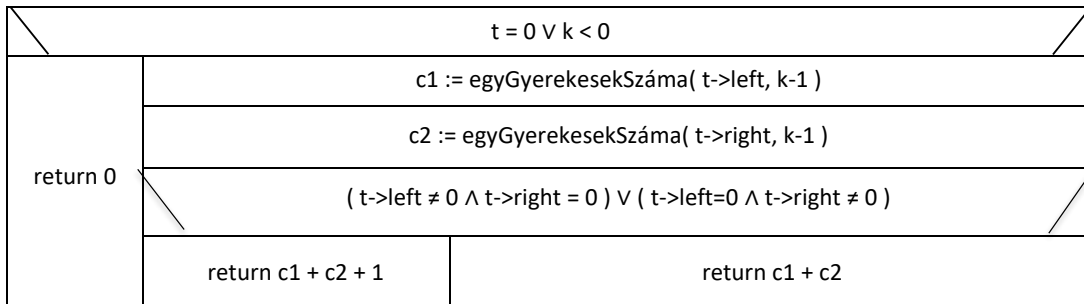 t = 0 ∨ k < 0
c1 := egyGyerekesekSzáma( t->left, k-1 )
c2 := egyGyerekesekSzáma( t->right, k-1 )
return 0
( t->left ≠ 0 ∧ t->right = 0 ) ∨ ( t->left=0 ∧ t->right ≠ 0 )
return c1 + c2 + 1
return c1 + c2